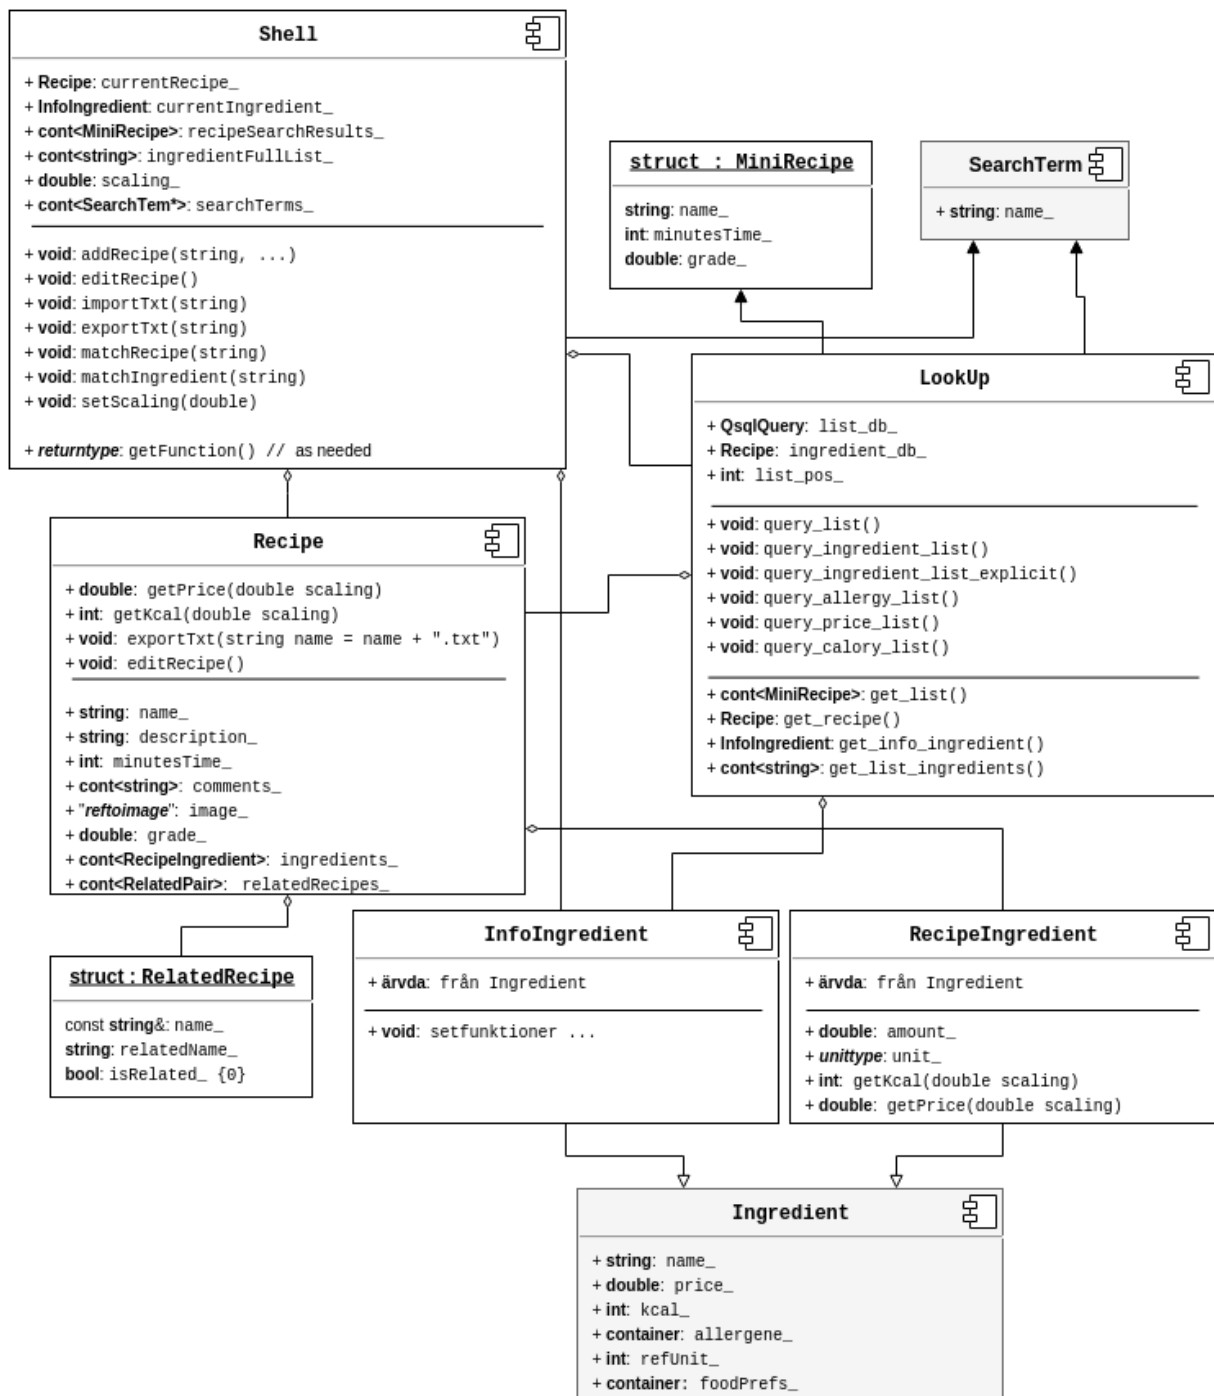 Shell
+ Recipe: currentRecipe_
+ InfoIngredient: currentIngredient_
+ cont<MiniRecipe>: recipeSearchResults_
+ cont<string>: ingredientFullList_
+ double: scaling_
+ cont<SearchTem*>: searchTerms_
+ void: addRecipe(string, ...)
+ void: editRecipe()
+ void: importTxt(string)
+ void: exportTxt(string)
+ void: matchRecipe(string)
+ void: matchIngredient(string)
+ void: setScaling(double)
+ returntype: getFunction() // as needed
struct : MiniRecipe
string: name_
int: minutesTime_
double: grade_
SearchTerm
+ string: name_
LookUp
+ QsqlQuery: list_db_
+ Recipe: ingredient_db_
+ int: list_pos_
+ void: query_list()
+ void: query_ingredient_list()
+ void: query_ingredient_list_explicit()
+ void: query_allergy_list()
+ void: query_price_list()
+ void: query_calory_list()
+ cont<MiniRecipe>: get_list()
+ Recipe: get_recipe()
+ InfoIngredient: get_info_ingredient()
+ cont<string>: get_list_ingredients()
Recipe
+ double: getPrice(double scaling)
+ int: getKcal(double scaling)
+ void: exportTxt(string name = name + ".txt")
+ void: editRecipe()
+ string: name_
+ string: description_
+ int: minutesTime_
+ cont<string>: comments_
+ "reftoimage": image_
+ double: grade_
+ cont<RecipeIngredient>: ingredients_
+ cont<RelatedPair>: relatedRecipes_
struct : RelatedRecipe
const string&: name_
string: relatedName_
bool: isRelated_ {0}
InfoIngredient
+ ärvda: från Ingredient
+ void: setfunktioner ...
RecipeIngredient
+ ärvda: från Ingredient
+ double: amount_
+ unittype: unit_
+ int: getKcal(double scaling)
+ double: getPrice(double scaling)
Ingredient
+ string: name_
+ double: price_
+ int: kcal_
+ container: allergene_
+ int: refUnit_
+ container: foodPrefs_